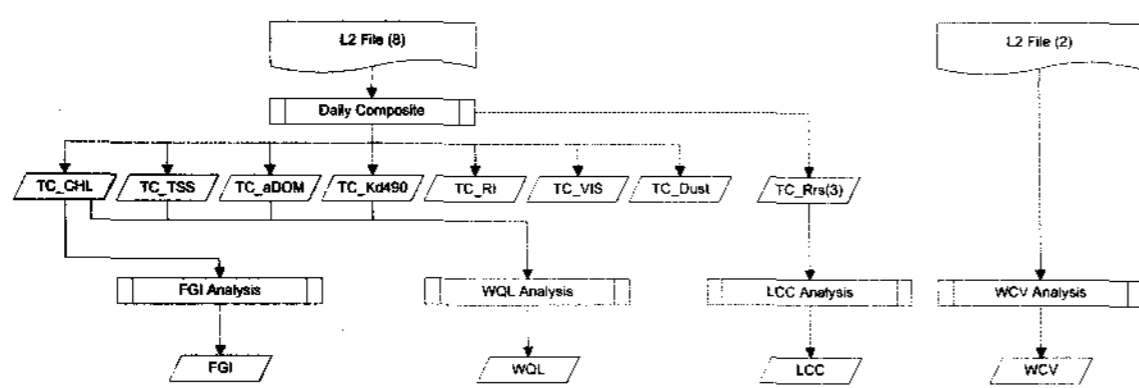 L2 File (8)
L2 File (2)
Daily Composite
TC_CHL
TC_TSS
TC_aDOM
TC_Kd490
TC_RI
TC_VIS
TC_Dust
TC_Rrs(3)
FGI Analysis
WQL Analysis
LCC Analysis
WCV Analysis
FGI
WQL
LCC
WCV